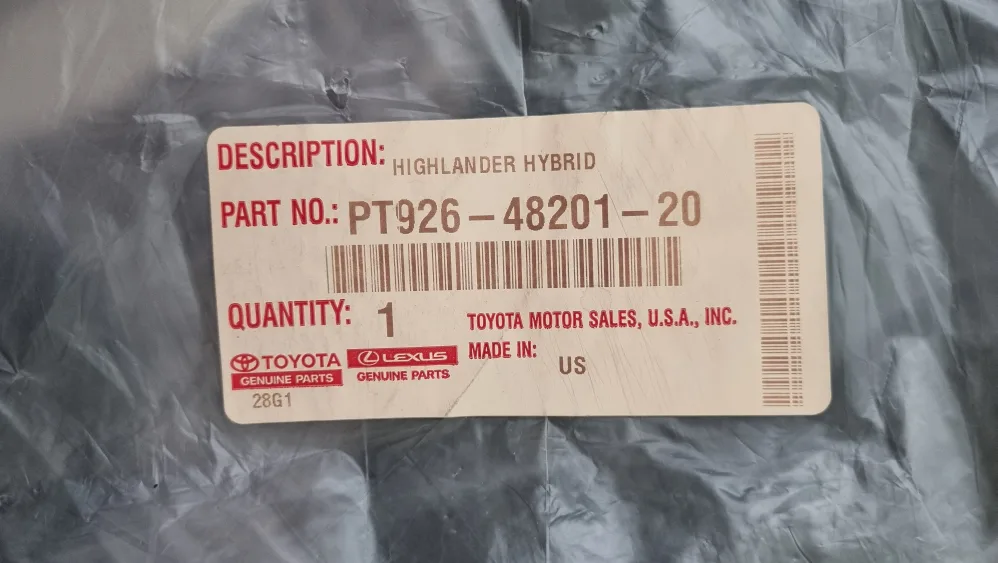 DESCRIPTION: HIGHLANDER HYBRID
PART NO.: PT926-48201-20
QUANTITY: 1
TOYOTA MOTOR SALES, U.S.A., INC.
MADE IN: US
TOYOTA
GENUINE PARTS
LEXUS
GENUINE PARTS
28G1